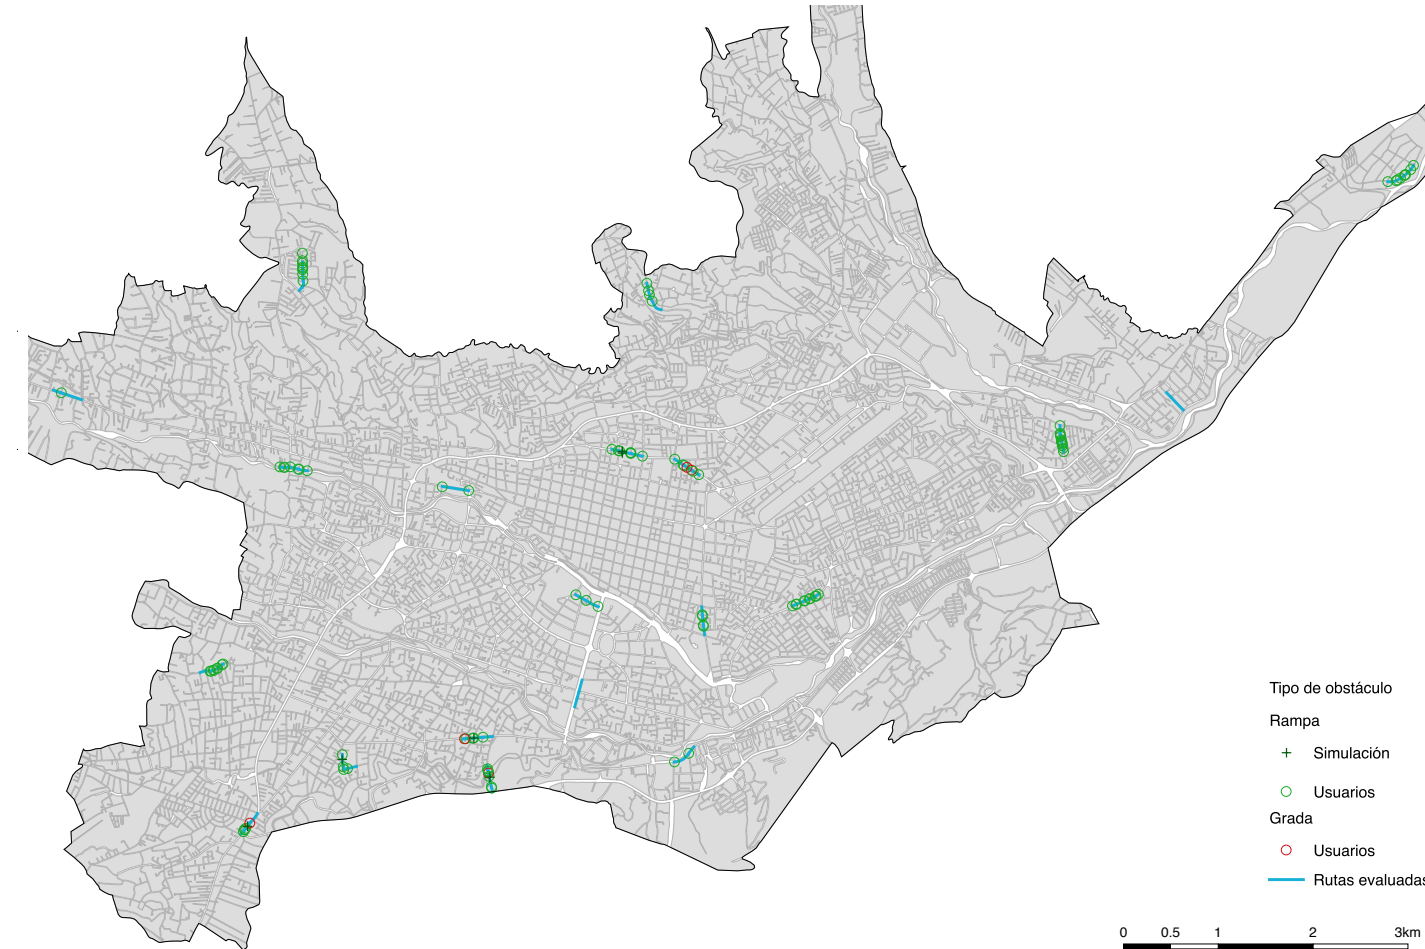 Tipo de obstáculo
Rampa
Simulación
Usuarios
Grada
Usuarios
Rutas evaluadas
0 0.5 1 2 3km